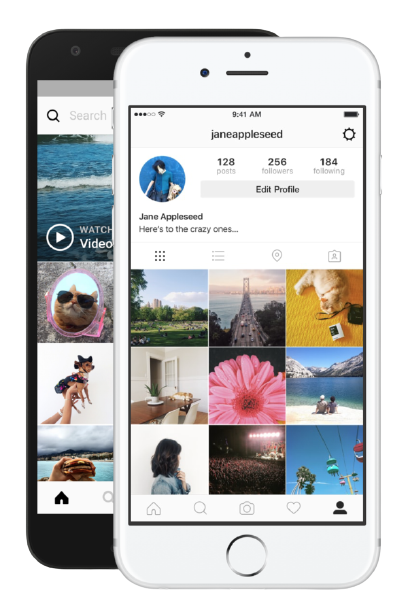 Search
WATCH
Video
9:41 AM
janeappleseed
128
posts
256
followers
184
following
Edit Profile
Jane Appleseed
Here's to the crazy ones...